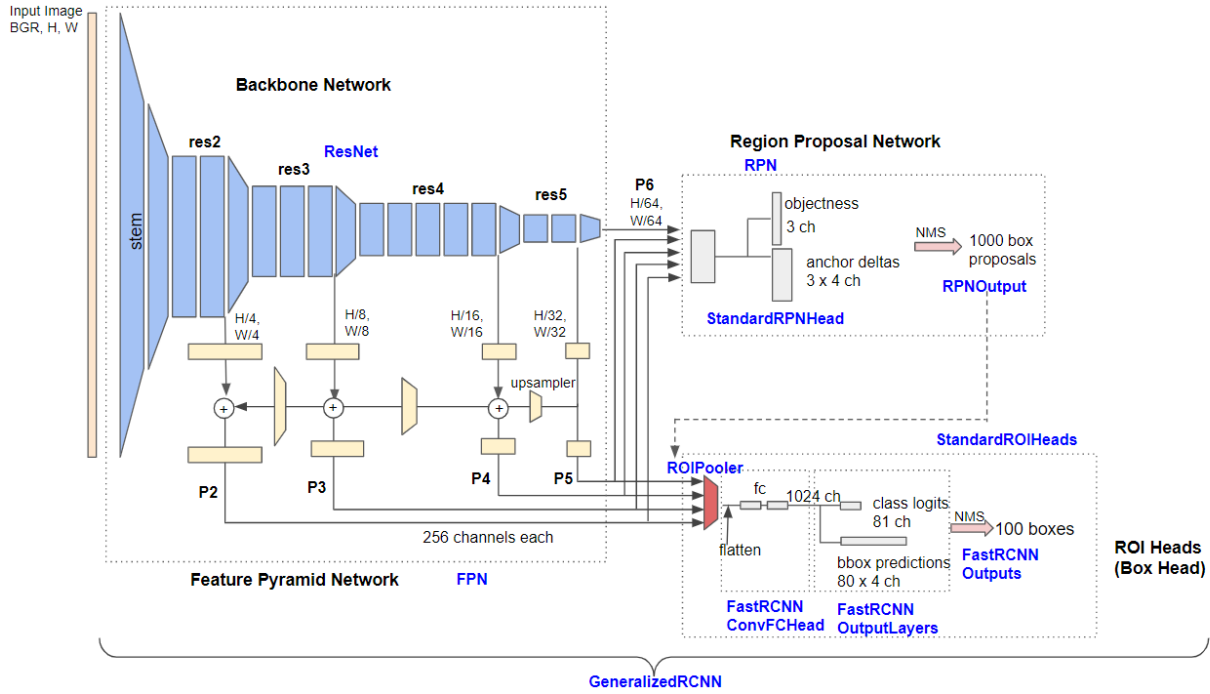 Input Image
BGR, H, W
Backbone Network
res2
ResNet
res3
res4
res5
stem
H/4,
W/4
H/8,
W/8
H/16,
W/16
H/32,
W/32
upsampler
+
+
+
P2
P3
P4
P5
256 channels each
Feature Pyramid Network
FPN
P6
H/64,
W/64
Region Proposal Network
RPN
objectness
3 ch
anchor deltas
3 x 4 ch
StandardRPNHead
NMS
1000 box
proposals
RPNOutput
StandardROIHeads
ROIPooler
fc
1024 ch
flatten
class logits
81 ch
bbox predictions
80 x 4 ch
NMS
100 boxes
FastRCNN
Outputs
FastRCNN
ConvFCHead
FastRCNN
OutputLayers
ROI Heads
(Box Head)
GeneralizedRCNN